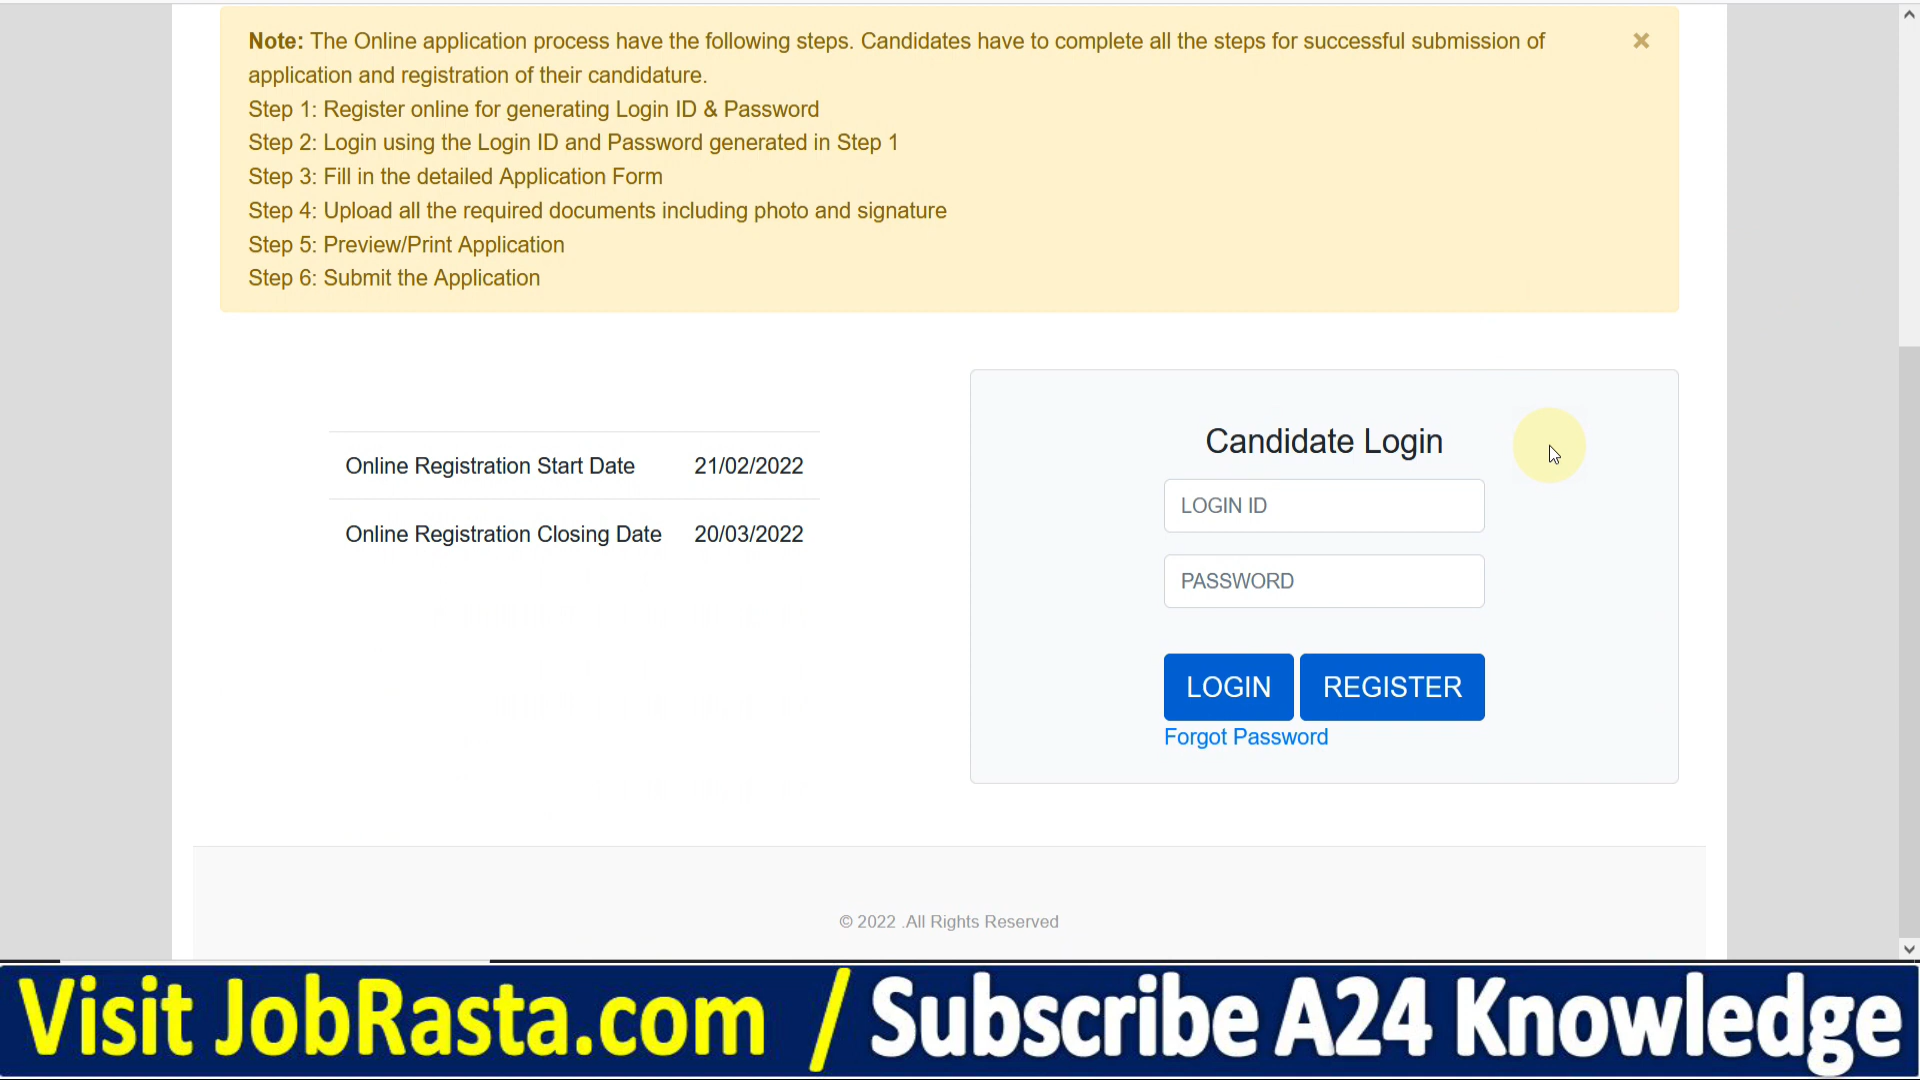 Note: The Online application process have the following steps. Candidates have to complete all the steps for successful submission of
application and registration of their candidature.
Step 1: Register online for generating Login ID & Password
Step 2: Login using the Login ID and Password generated in Step 1
Step 3: Fill in the detailed Application Form
Step 4: Upload all the required documents including photo and signature
Step 5: Preview/Print Application
Step 6: Submit the Application
Online Registration Start Date 21/02/2022
Online Registration Closing Date 20/03/2022
Candidate Login
LOGIN ID
PASSWORD
LOGIN REGISTER
Forgot Password
© 2022 .All Rights Reserved
Visit JobRasta.com / Subscribe A24 Knowledge